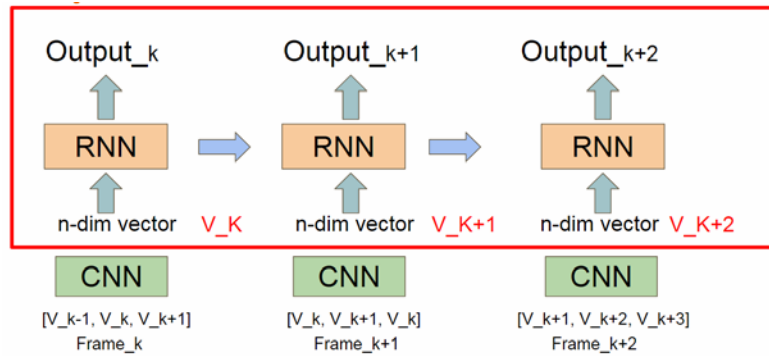 Output_k Output_k+1 Output_k+2
RNN RNN RNN
n-dim vector V_K n-dim vector V_K+1 n-dim vector V_K+2
CNN CNN CNN
[V_k-1, V_k, V_k+1] [V_k, V_k+1, V_k] [V_k+1, V_k+2, V_k+3]
Frame_k Frame_k+1 Frame_k+2